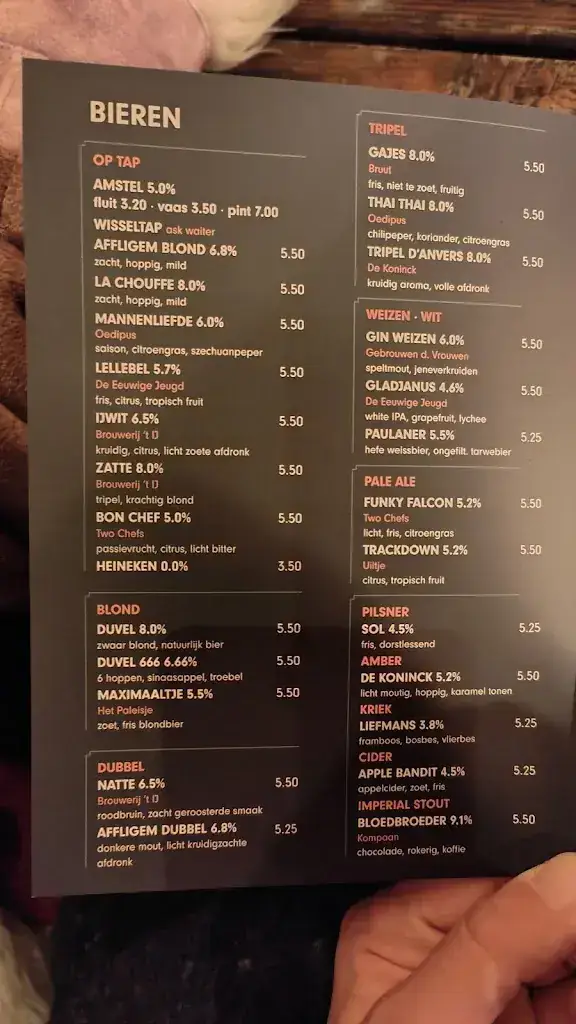 BIEREN
OP TAP
AMSTEL 5.0%
fluit 3.20 · vaas 3.50 · pint 7.00
WISSELTAP ask waiter
AFFLIGEM BLOND 6.8% 5.50
zacht, hoppig, mild
LA CHOUFFE 8.0% 5.50
zacht, hoppig, mild
MANNENLIEFDE 6.0% 5.50
Oedipus
saison, citroengras, szechuanpeper
LELLEBEL 5.7% 5.50
De Eeuwige Jeugd
fris, citrus, tropisch fruit
IJWIT 6.5% 5.50
Brouwerij 't IJ
kruidig, citrus, licht zoete afdronk
ZATTE 8.0% 5.50
Brouwerij 't IJ
tripel, krachtig blond
BON CHEF 5.0% 5.50
Two Chefs
passievrucht, citrus, licht bitter
HEINEKEN 0.0% 3.50
BLOND
DUVEL 8.0% 5.50
zwaar blond, natuurlijk bier
DUVEL 666 6.66% 5.50
6 hoppen, sinaasappel, troebel
MAXIMAALTJE 5.5% 5.50
Het Paleisje
zoet, fris blondbier
DUBBEL
NATTE 6.5% 5.50
Brouwerij 't IJ
roodbruin, zacht geroosterde smaak
AFFLIGEM DUBBEL 6.8% 5.25
donkere mout, licht kruidigzachte
afdronk
TRIPEL
GAJES 8.0% 5.50
Bruut
fris, niet te zoet, fruitig
THAI THAI 8.0% 5.50
Oedipus
chilipeper, koriander, citroengras
TRIPEL D'ANVERS 8.0% 5.50
De Koninck
kruidig aroma, volle afdronk
WEIZEN · WIT
GIN WEIZEN 6.0% 5.50
Gebrouwen d. Vrouwen
speltmout, jeneverkruiden
GLADJANUS 4.6% 5.50
De Eeuwige Jeugd
white IPA, grapefruit, lychee
PAULANER 5.5% 5.25
hefe weissbier, ongefilt. tarwebier
PALE ALE
FUNKY FALCON 5.2% 5.50
Two Chefs
licht, fris, citroengras
TRACKDOWN 5.2% 5.50
Uiltje
citrus, tropisch fruit
PILSNER
SOL 4.5% 5.25
fris, dorstlessend
AMBER
DE KONINCK 5.2% 5.50
licht moutig, hoppig, karamel tonen
KRIEK
LIEFMANS 3.8% 5.25
framboos, bosbes, vlierbes
CIDER
APPLE BANDIT 4.5% 5.25
appelcider, zoet, fris
IMPERIAL STOUT
BLOEDBROEDER 9.1% 5.50
Kompaan
chocolade, rokerig, koffie